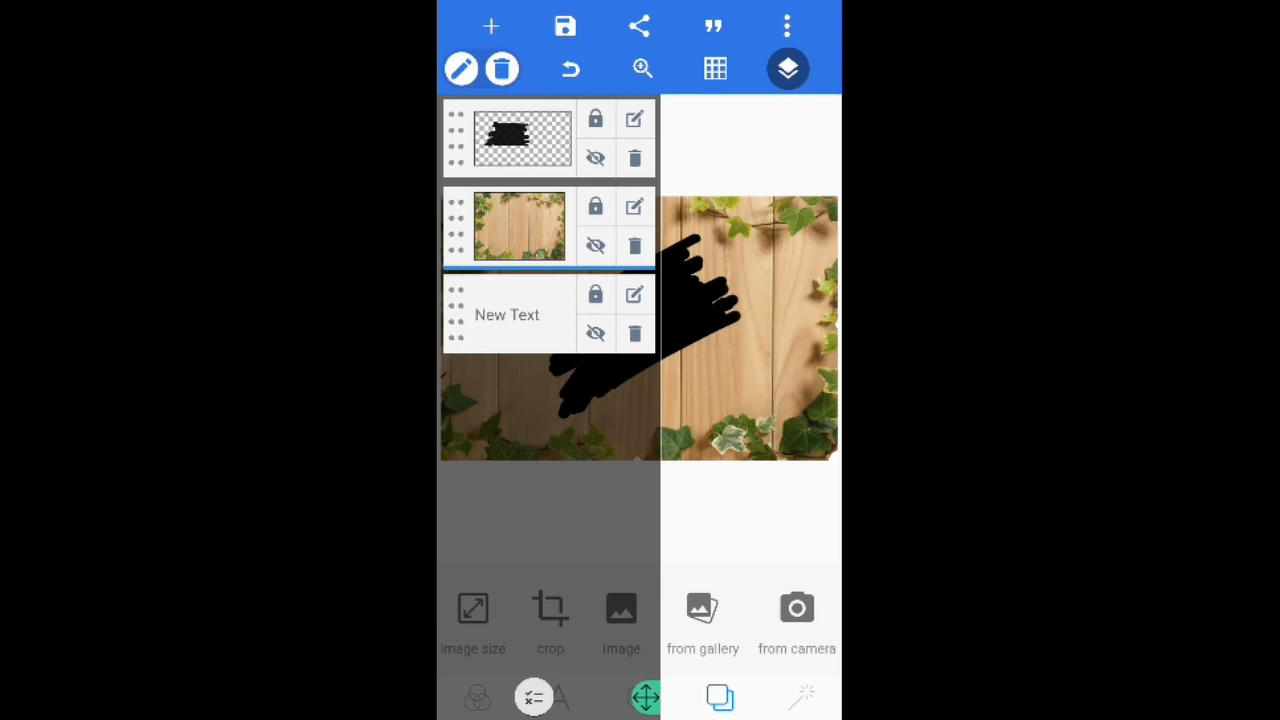 New Text
image size
crop
image
from gallery
from camera